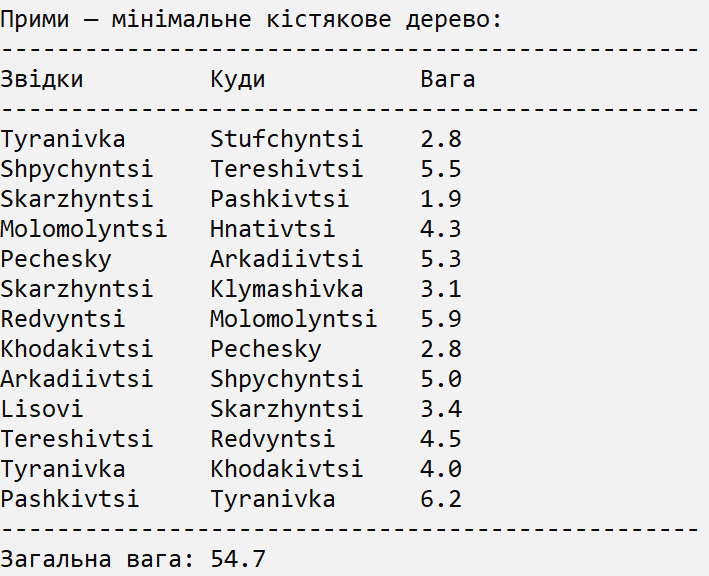 Прими – мінімальне кістякове дерево:
--------------------------------------------------
Звідки Куди Вага
--------------------------------------------------
Tyranivka Stufchyntsi 2.8
Shpychyntsi Tereshivtsi 5.5
Skarzhyntsi Pashkivtsi 1.9
Molomolyntsi Hnativtsi 4.3
Pechesky Arkadiivtsi 5.3
Skarzhyntsi Klymashivka 3.1
Redvyntsi Molomolyntsi 5.9
Khodakivtsi Pechesky 2.8
Arkadiivtsi Shpychyntsi 5.0
Lisovi Skarzhyntsi 3.4
Tereshivtsi Redvyntsi 4.5
Tyranivka Khodakivtsi 4.0
Pashkivtsi Tyranivka 6.2
--------------------------------------------------
Загальна вага: 54.7